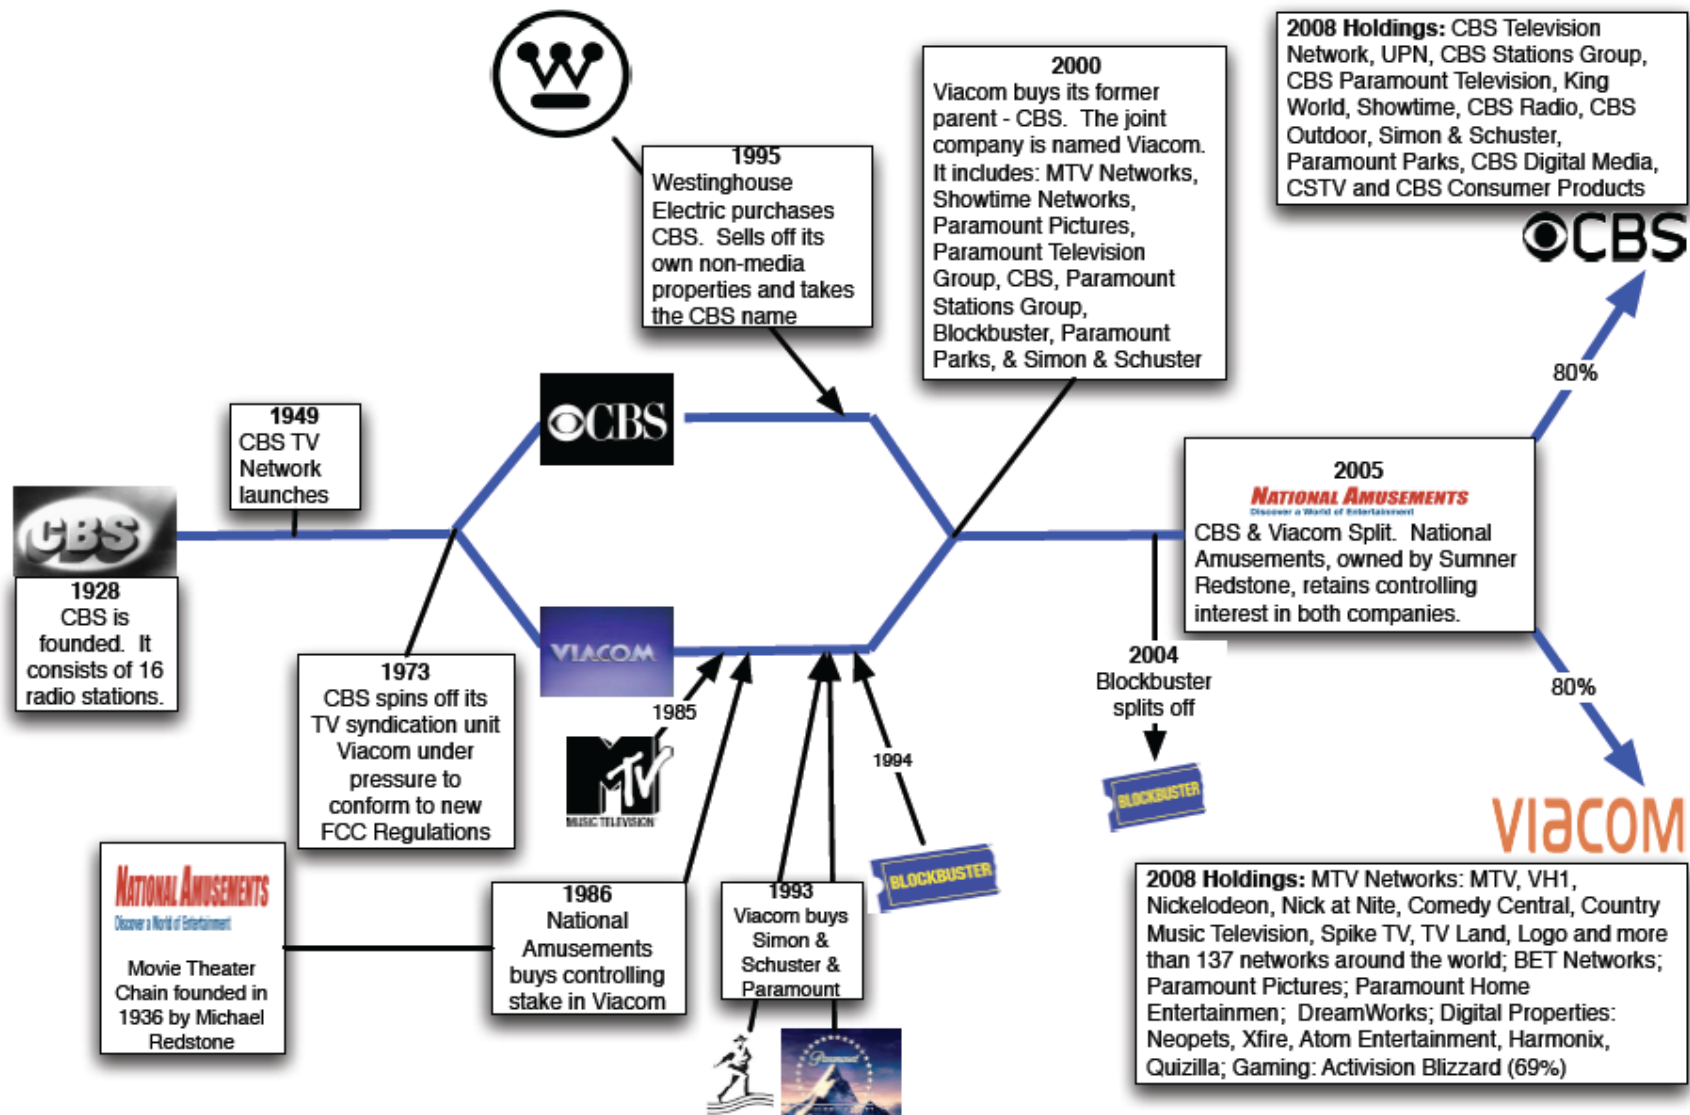 CBS
1928
CBS is
founded.  It
consists of 16
radio stations.
1949
CBS TV
Network
launches
1973
CBS spins off its
TV syndication unit
Viacom under
pressure to
conform to new
FCC Regulations
NATIONAL AMUSEMENTS
Discover a World of Entertainment
Movie Theater
Chain founded in
1936 by Michael
Redstone
W
1995
Westinghouse
Electric purchases
CBS.  Sells off its
own non-media
properties and takes
the CBS name
CBS
VIACOM
1985
MTV
MUSIC TELEVISION
1986
National
Amusements
buys controlling
stake in Viacom
1993
Viacom buys
Simon &
Schuster &
Paramount
Paramount
1994
BLOCKBUSTER
2000
Viacom buys its former
parent - CBS.  The joint
company is named Viacom.
It includes: MTV Networks,
Showtime Networks,
Paramount Pictures,
Paramount Television
Group, CBS, Paramount
Stations Group,
Blockbuster, Paramount
Parks, & Simon & Schuster
2004
Blockbuster
splits off
BLOCKBUSTER
2005
NATIONAL AMUSEMENTS
Discover a World of Entertainment
CBS & Viacom Split.  National
Amusements, owned by Sumner
Redstone, retains controlling
interest in both companies.
80%
80%
2008 Holdings: CBS Television
Network, UPN, CBS Stations Group,
CBS Paramount Television, King
World, Showtime, CBS Radio, CBS
Outdoor, Simon & Schuster,
Paramount Parks, CBS Digital Media,
CSTV and CBS Consumer Products
CBS
VIACOM
2008 Holdings: MTV Networks: MTV, VH1,
Nickelodeon, Nick at Nite, Comedy Central, Country
Music Television, Spike TV, TV Land, Logo and more
than 137 networks around the world; BET Networks;
Paramount Pictures; Paramount Home
Entertainmen;  DreamWorks; Digital Properties:
Neopets, Xfire, Atom Entertainment, Harmonix,
Quizilla; Gaming: Activision Blizzard (69%)